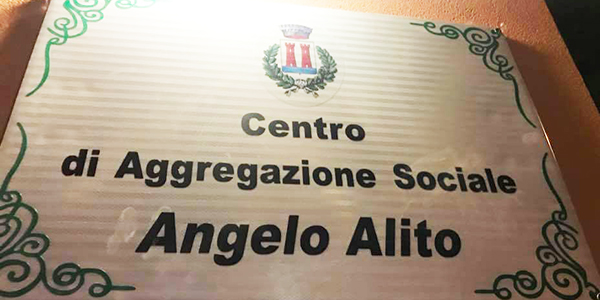 Centro
di Aggregazione Sociale
Angelo Alito